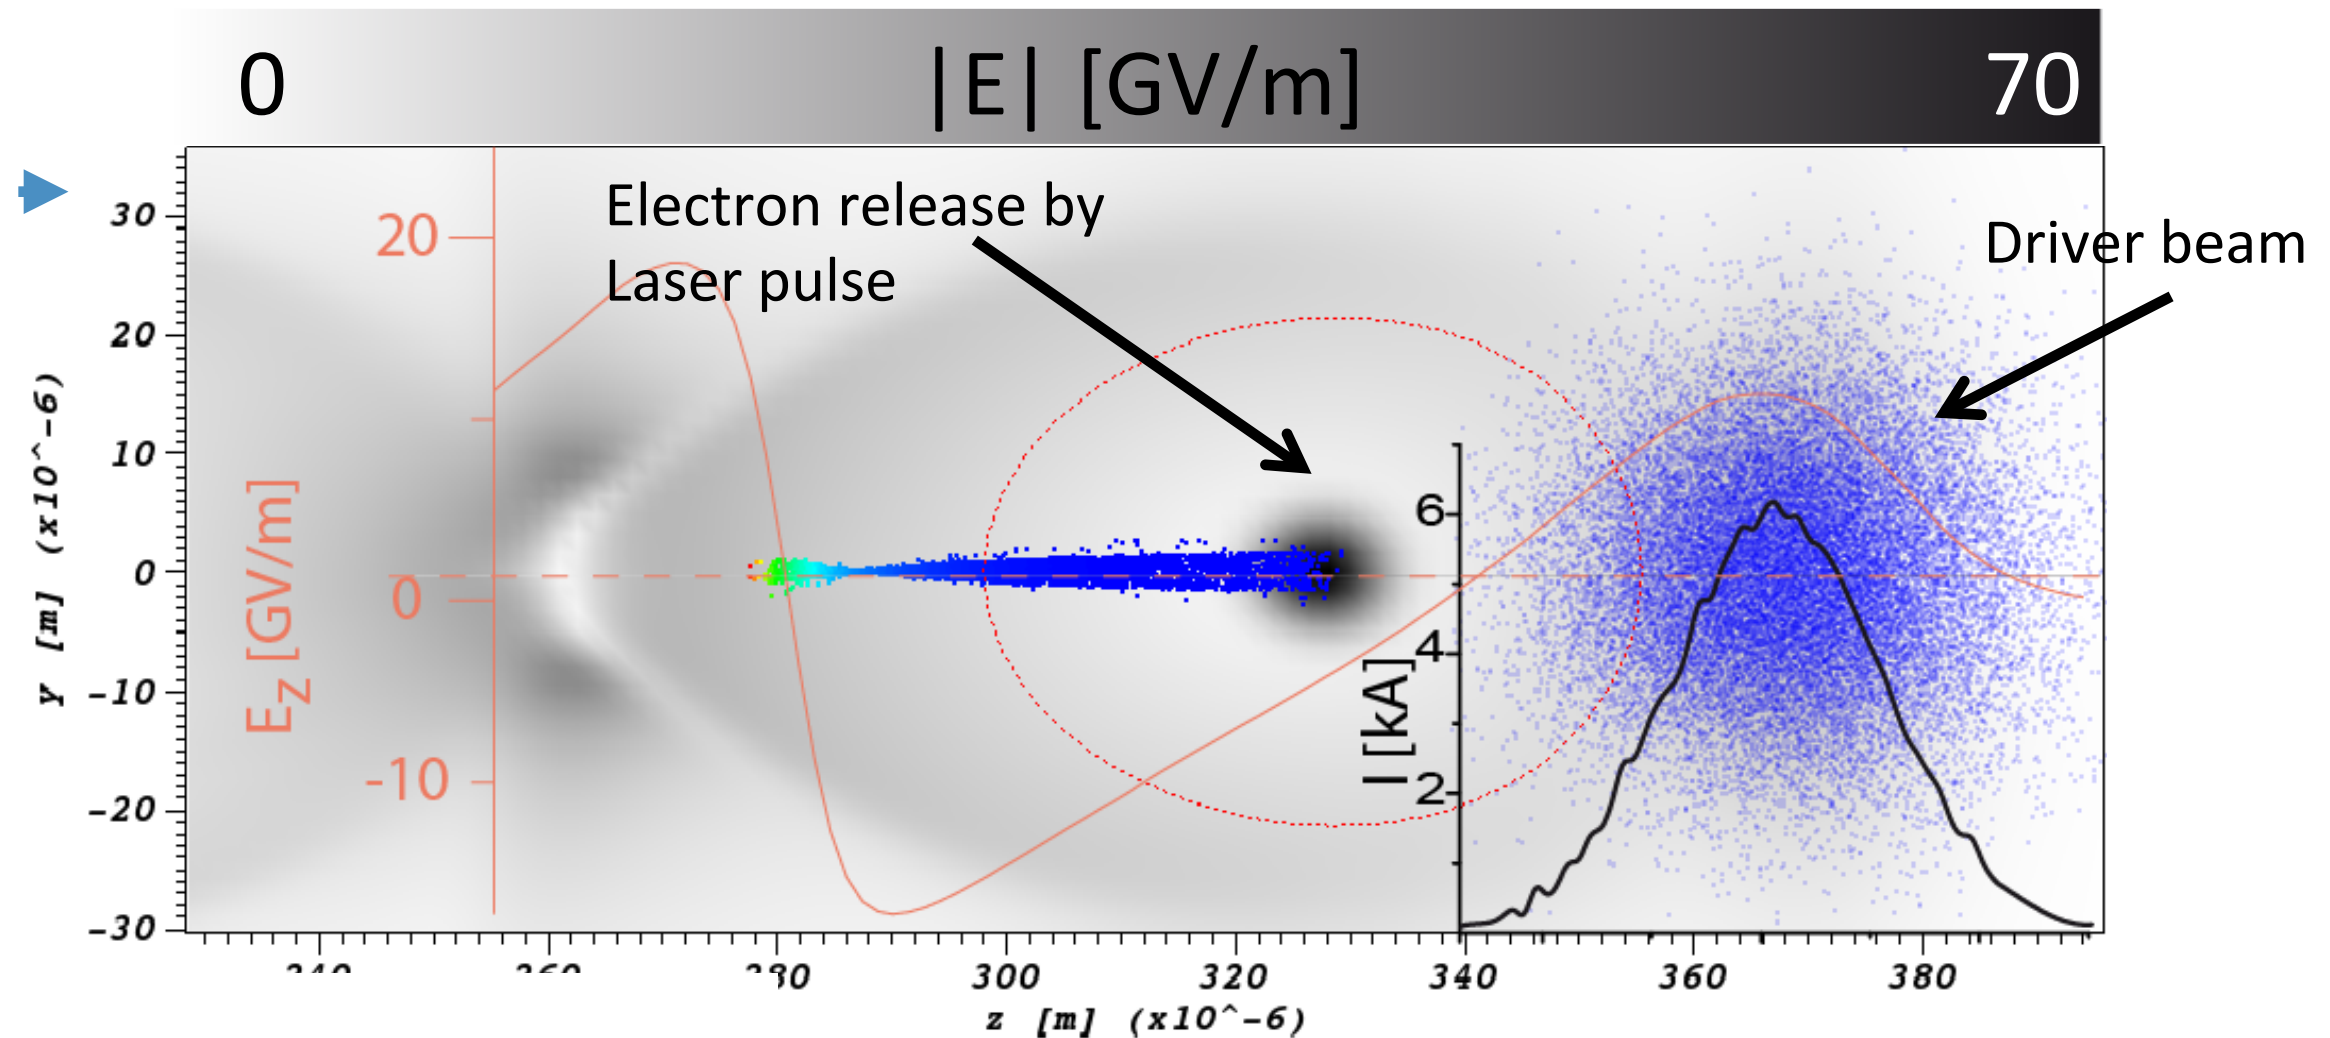 0 |E| [GV/m] 70
Electron release by
Laser pulse
Driver beam
30
20
10
0
-10
-20
-30
y [m] (x10^-6)
20
0
-10
Ez [GV/m]
6
4
2
I [kA]
300 320 340 360 380
z [m] (x10^-6)